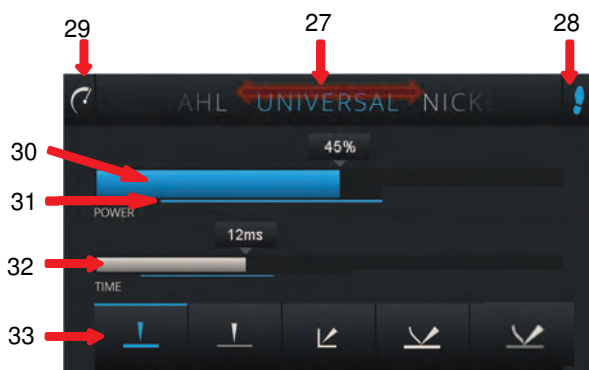 29 27 28
AHL UNIVERSAL NICK
45%
30
31
POWER
12ms
32
TIME
33